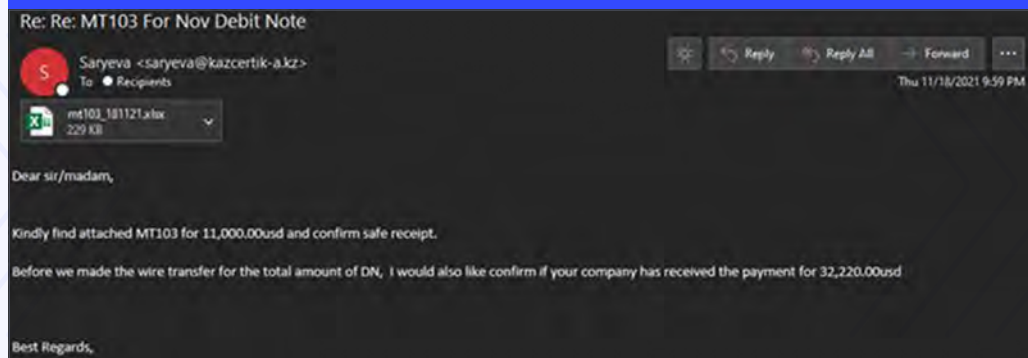 Re: Re: MT103 For Nov Debit Note
S
Saryeva <saryeva@kazcertik-a.kz>
To Recipients
Reply
Reply All
Forward
Thu 11/18/2021 9:59 PM
mt103_181121.xlsx
229 KB
Dear sir/madam,
Kindly find attached MT103 for 11,000.00usd and confirm safe receipt.
Before we made the wire transfer for the total amount of DN, I would also like confirm if your company has received the payment for 32,220.00usd
Best Regards,